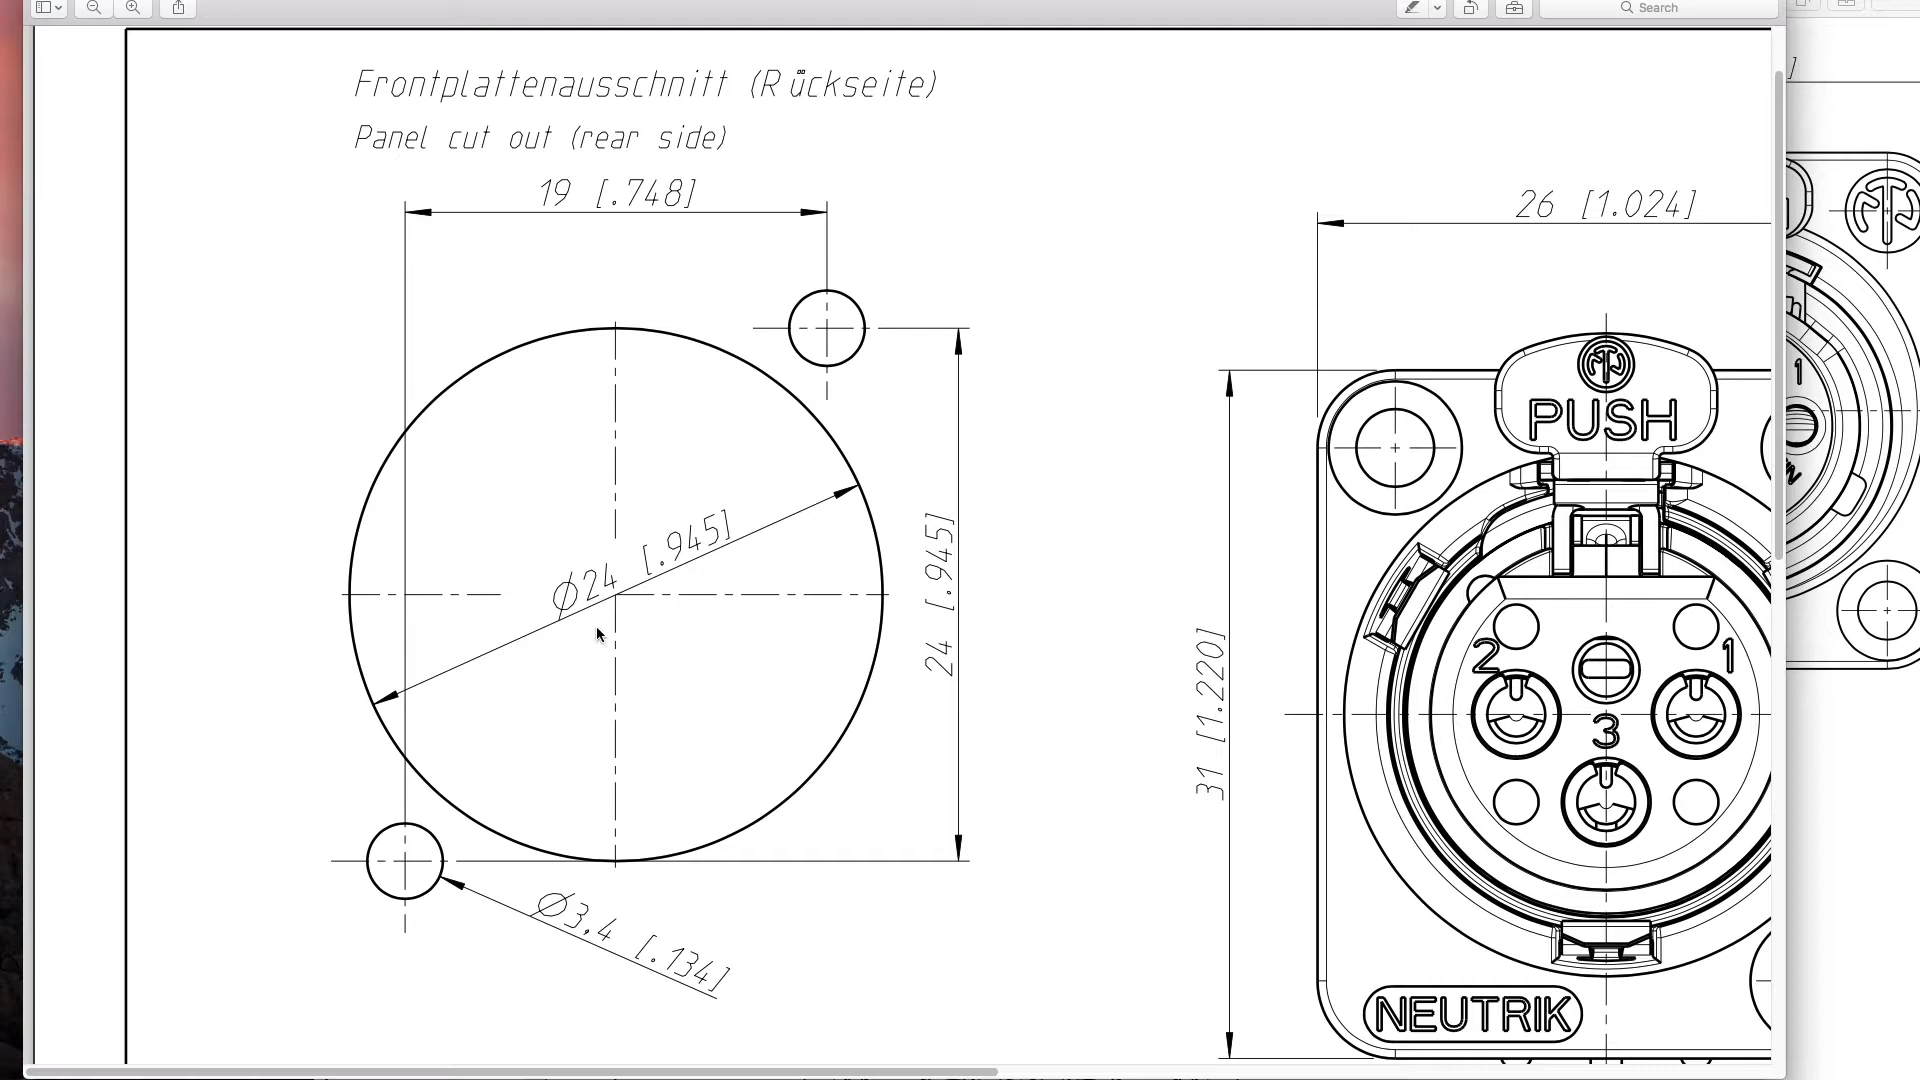 Search
Frontplattenausschnitt (Rückseite)
Panel cut out (rear side)
19 [.748]
26 [1.024]
PUSH
Ø24 [.945]
24 [.945]
31 [1.220]
2
1
3
Ø3,4 [.134]
NEUTRIK
1